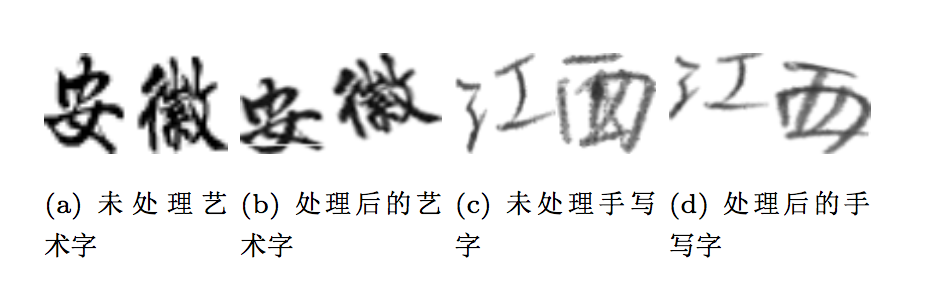 安徽 安徽 江西 江西
(a) 未处理艺术字
(b) 处理后的艺术字
(c) 未处理手写字
(d) 处理后的手写字